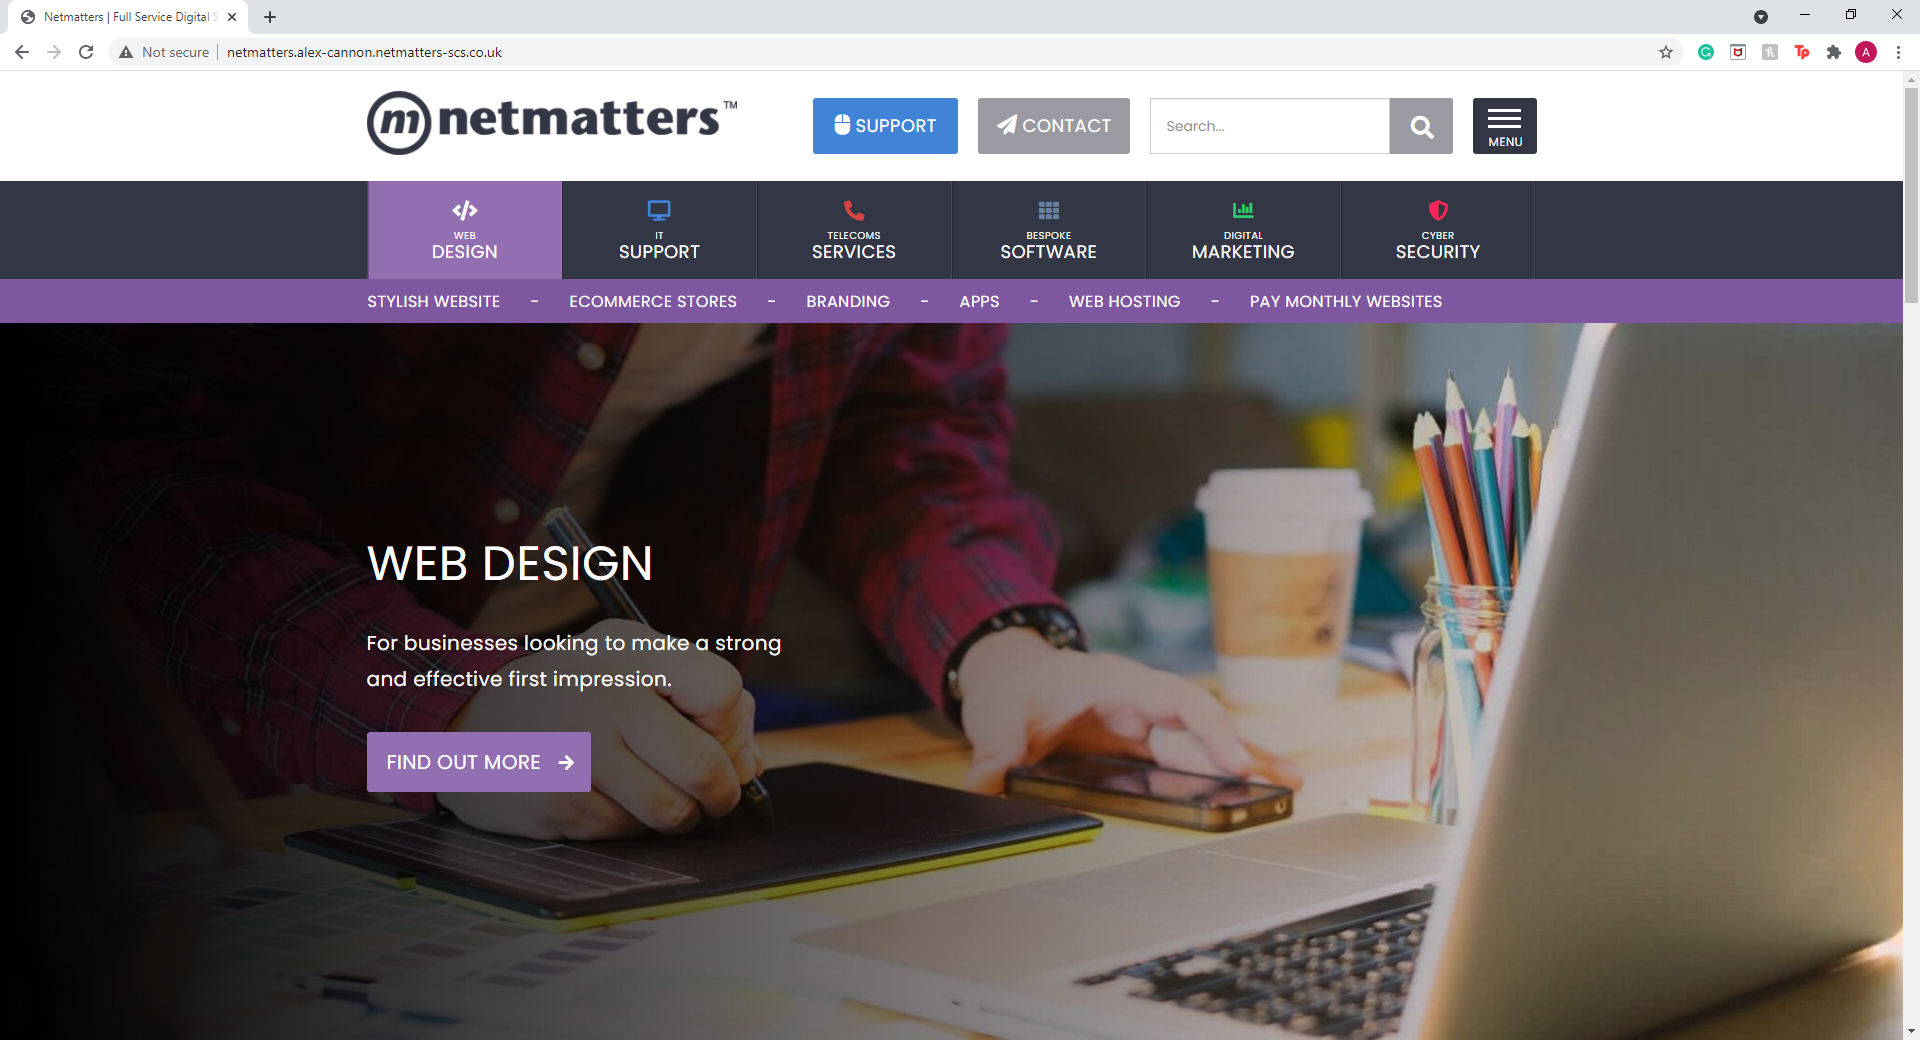 Netmatters | Full Service Digital S
Not secure
netmatters.alex-cannon.netmatters-scs.co.uk
A
m netmatters™
SUPPORT
CONTACT
Search...
MENU
WEB
DESIGN
IT
SUPPORT
TELECOMS
SERVICES
BESPOKE
SOFTWARE
DIGITAL
MARKETING
CYBER
SECURITY
STYLISH WEBSITE - ECOMMERCE STORES - BRANDING - APPS - WEB HOSTING - PAY MONTHLY WEBSITES
WEB DESIGN
For businesses looking to make a strong
and effective first impression.
FIND OUT MORE